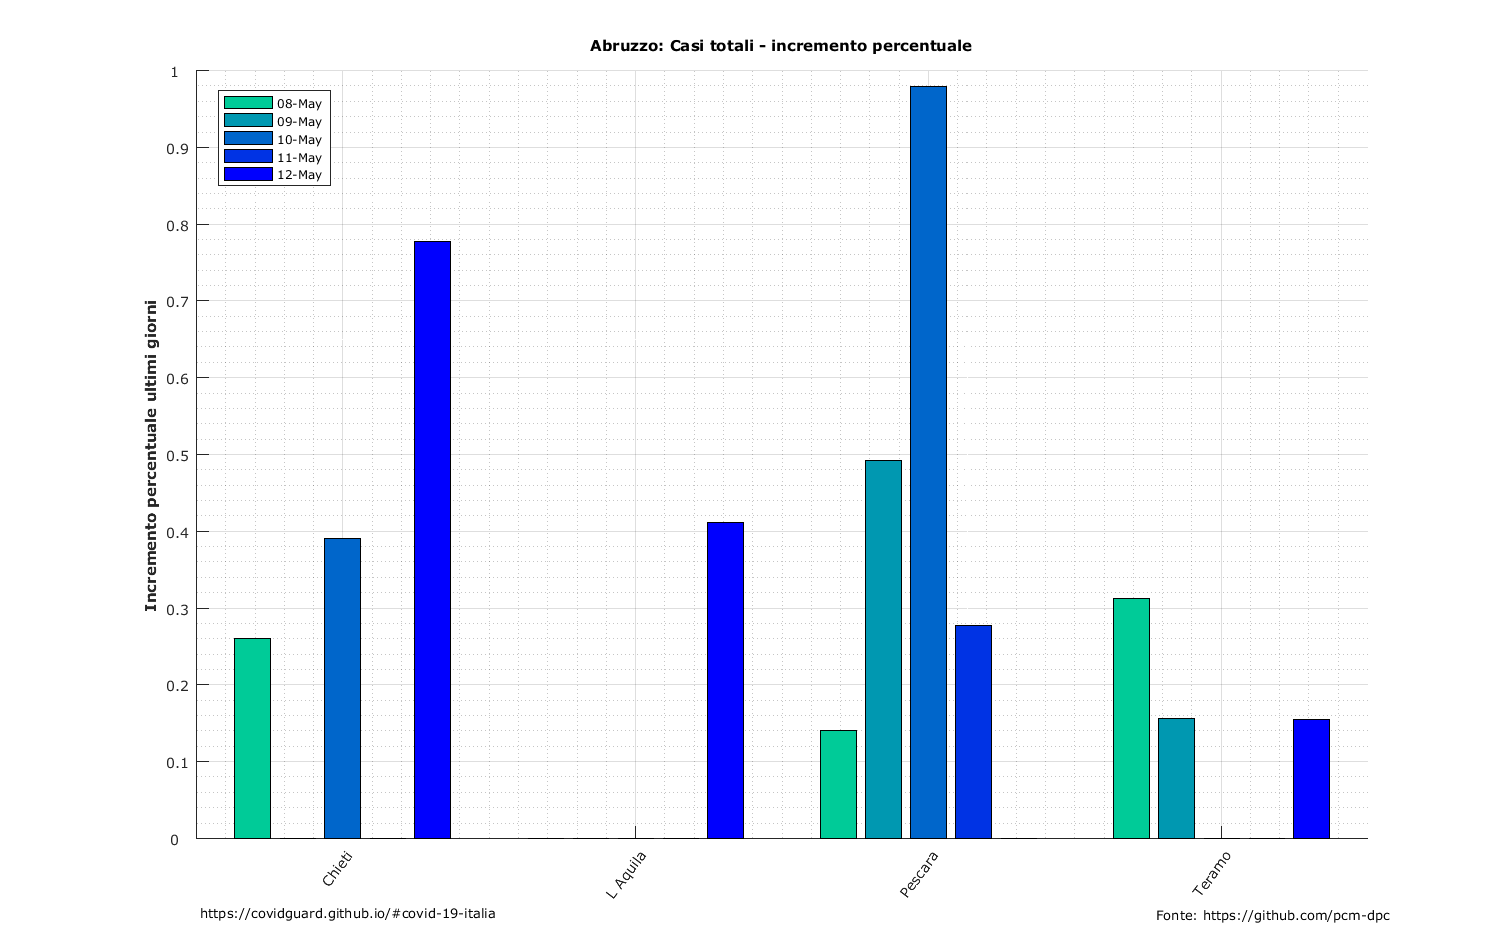 Abruzzo: Casi totali - incremento percentuale
08-May
09-May
10-May
11-May
12-May
Incremento percentuale ultimi giorni
1
0.9
0.8
0.7
0.6
0.5
0.4
0.3
0.2
0.1
0
Chieti
L Aquila
Pescara
Teramo
https://covidguard.github.io/#covid-19-italia
Fonte: https://github.com/pcm-dpc